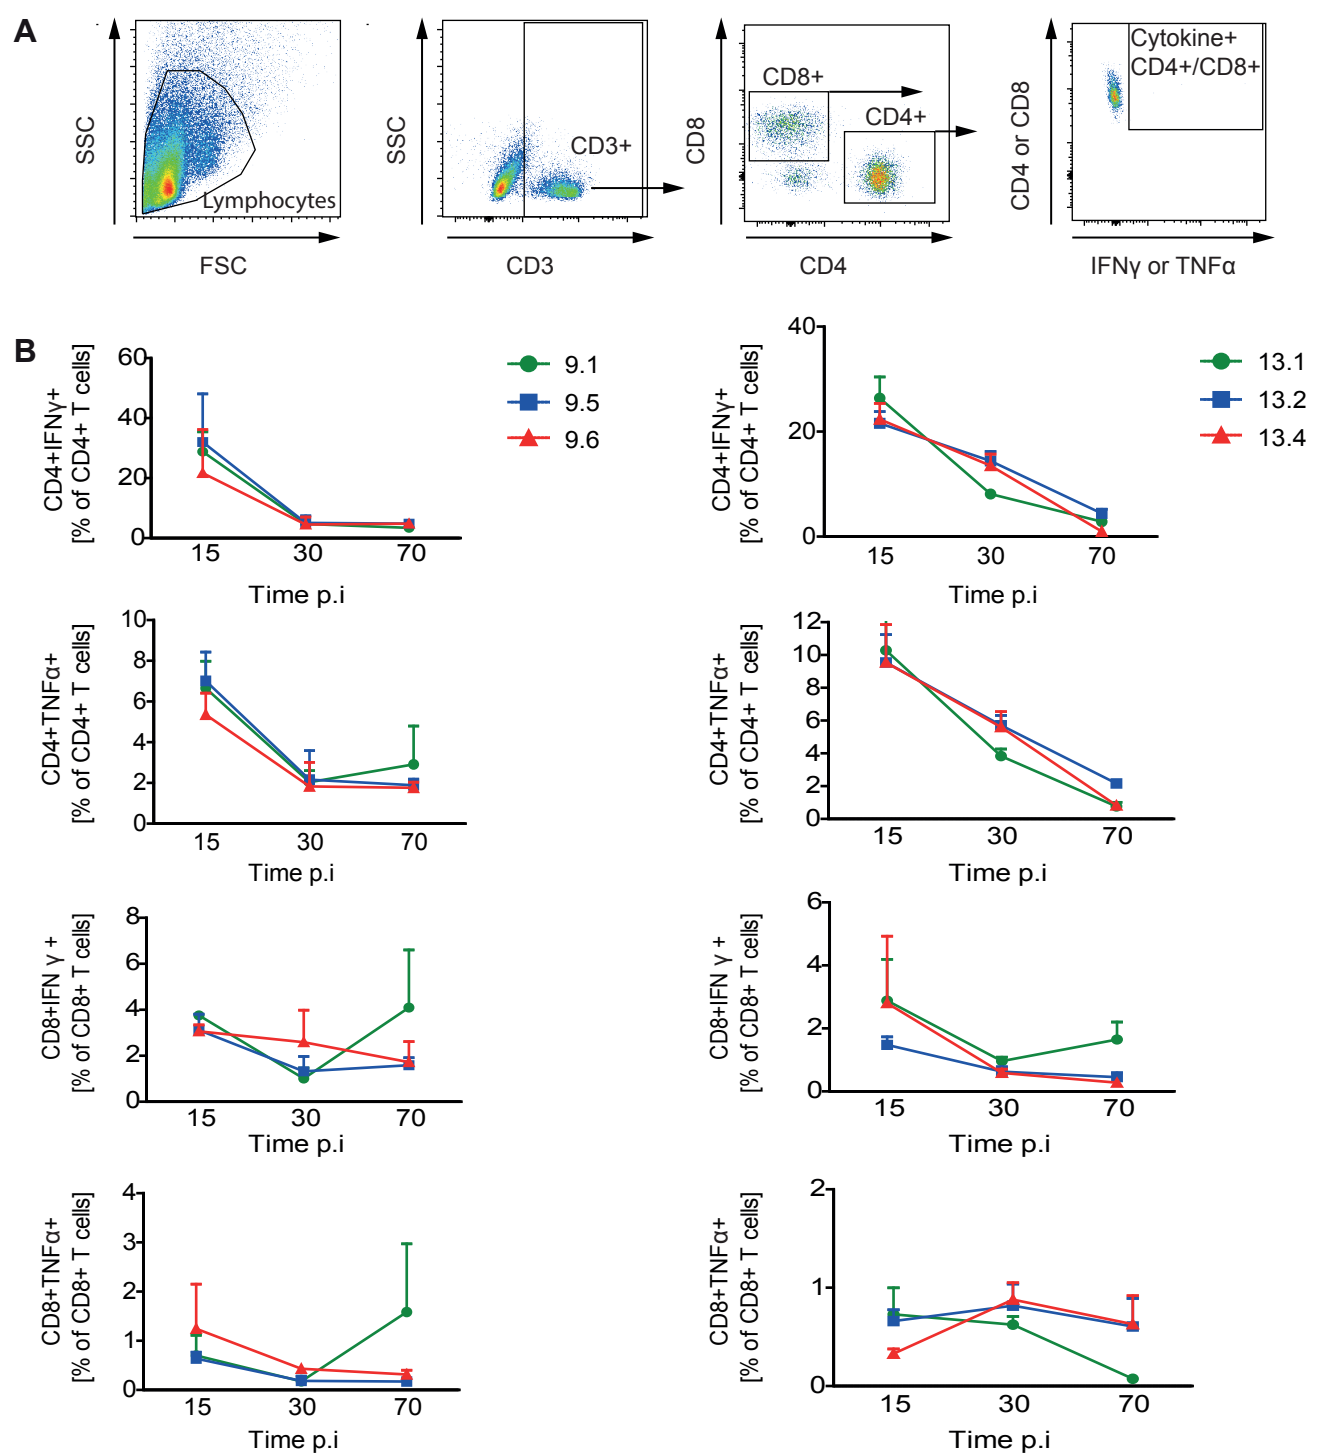 A
SSC
Lymphocytes
FSC
SSC
CD3+
CD3
CD8
CD8+
CD4+
CD4
CD4 or CD8
Cytokine+
CD4+/CD8+
IFNγ or TNFα
B
CD4+IFNγ+
[% of CD4+ T cells]
60
40
20
0
15 30 70
Time p.i
9.1
9.5
9.6
CD4+IFNγ+
[% of CD4+ T cells]
40
20
0
15 30 70
Time p.i
13.1
13.2
13.4
CD4+TNFα+
[% of CD4+ T cells]
10
8
6
4
2
0
15 30 70
Time p.i
CD4+TNFα+
[% of CD4+ T cells]
12
10
8
6
4
2
0
15 30 70
Time p.i
CD8+IFN γ +
[% of CD8+ T cells]
8
6
4
2
0
15 30 70
Time p.i
CD8+IFN γ +
[% of CD8+ T cells]
6
4
2
0
15 30 70
Time p.i
CD8+TNFα+
[% of CD8+ T cells]
4
3
2
1
0
15 30 70
Time p.i
CD8+TNFα+
[% of CD8+ T cells]
2
1
0
15 30 70
Time p.i